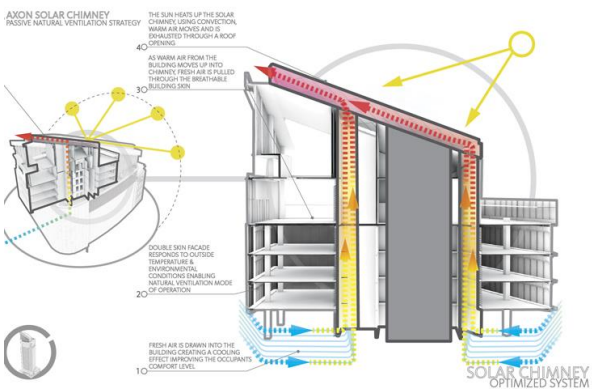 AXON SOLAR CHIMNEY
PASSIVE NATURAL VENTILATION STRATEGY
THE SUN HEATS UP THE SOLAR
CHIMNEY, USING CONVECTION,
WARM AIR MOVES AND IS
EXHAUSTED THROUGH A ROOF
OPENING
4
AS WARM AIR FROM THE
BUILDING MOVES UP INTO
CHIMNEY, FRESH AIR IS PULLED
THROUGH THE BREATHABLE
BUILDING SKIN
3
DOUBLE SKIN FACADE
RESPONDS TO OUTSIDE
TEMPERATURE &
ENVIRONMENTAL
CONDITIONS ENABLING
NATURAL VENTILATION MODE
OF OPERATION
2
FRESH AIR IS DRAWN INTO THE
BUILDING CREATING A COOLING
EFFECT IMPROVING THE OCCUPANTS
COMFORT LEVEL
1
SOLAR CHIMNEY
OPTIMIZED SYSTEM